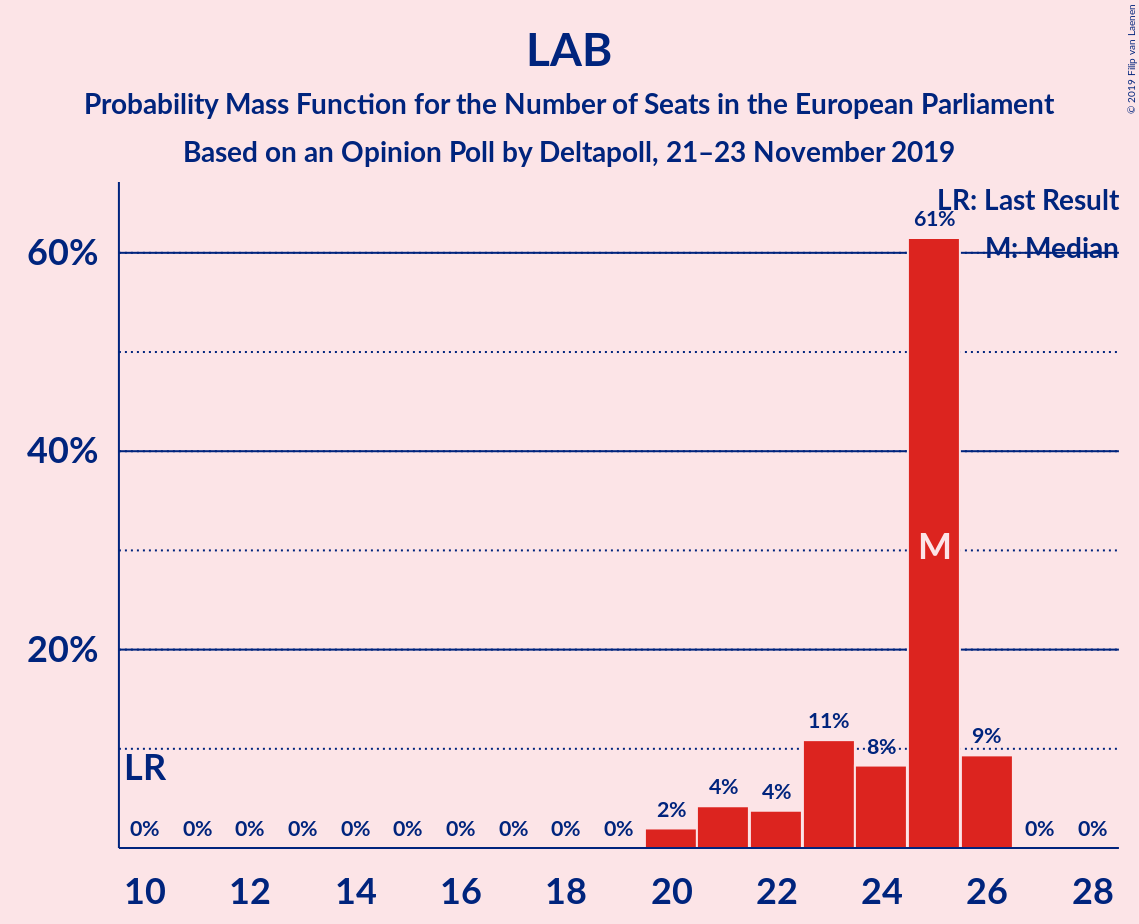 LAB
Probability Mass Function for the Number of Seats in the European Parliament
Based on an Opinion Poll by Deltapoll, 21–23 November 2019
© 2019 Filip van Laenen
LR: Last Result
M: Median
60%
40%
20%
61%
M
11%
8%
9%
4%
4%
2%
LR
0% 0% 0% 0% 0% 0% 0% 0% 0% 0% 0% 0%
10 12 14 16 18 20 22 24 26 28